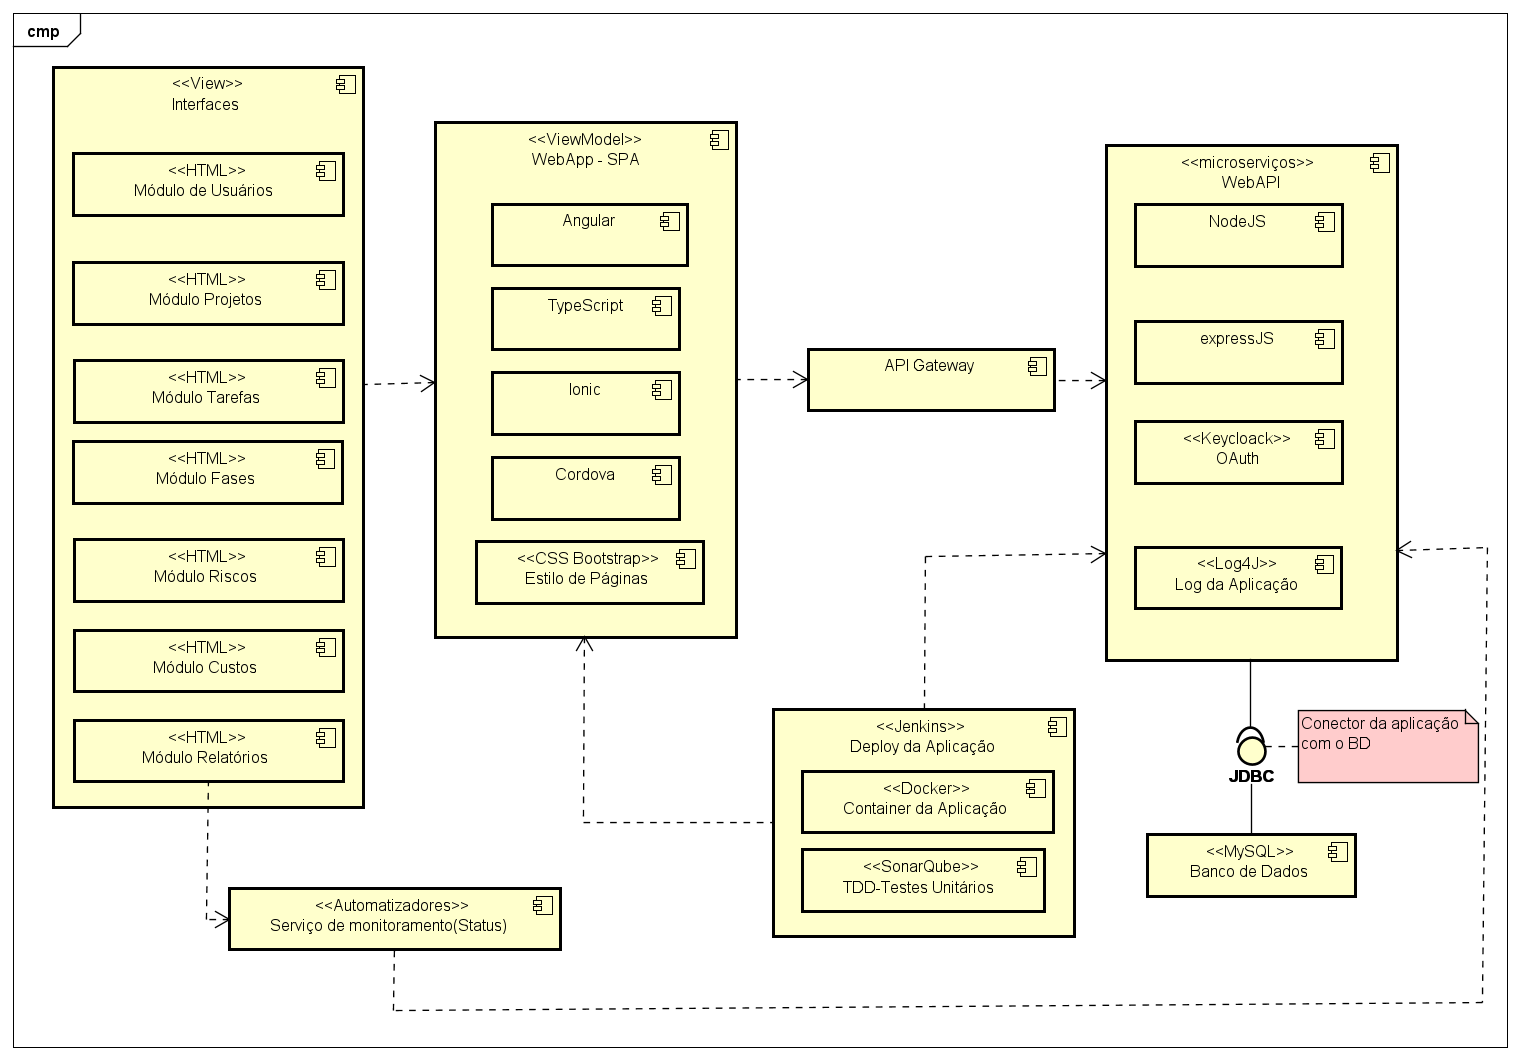 cmp
<<View>>
Interfaces
<<HTML>>
Módulo de Usuários
<<HTML>>
Módulo Projetos
<<HTML>>
Módulo Tarefas
<<HTML>>
Módulo Fases
<<HTML>>
Módulo Riscos
<<HTML>>
Módulo Custos
<<HTML>>
Módulo Relatórios
<<ViewModel>>
WebApp - SPA
Angular
TypeScript
Ionic
Cordova
<<CSS Bootstrap>>
Estilo de Páginas
API Gateway
<<microserviços>>
WebAPI
NodeJS
expressJS
<<Keycloack>>
OAuth
<<Log4J>>
Log da Aplicação
<<Jenkins>>
Deploy da Aplicação
<<Docker>>
Container da Aplicação
<<SonarQube>>
TDD-Testes Unitários
Conector da aplicação
com o BD
JDBC
<<MySQL>>
Banco de Dados
<<Automatizadores>>
Serviço de monitoramento(Status)